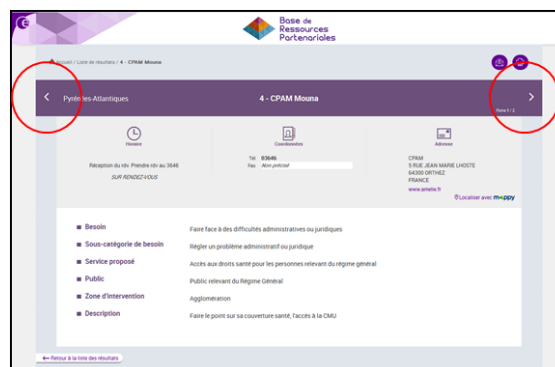 Base de
Ressources
Partenariales
Accueil / Liste de résultats / 4 - CPAM Mouna
Pyrénées-Atlantiques
4 - CPAM Mouna
Fiche 1 / 2
Horaire
Coordonnées
Adresse
Réception du rdv. Prendre rdv au 3646
SUR RENDEZ-VOUS
Tél 03646
Fax Non précisé
CPAM
5 RUE JEAN MARIE LHOSTE
64300 ORTHEZ
FRANCE
www.amelie.fr
Localiser avec mappy
Besoin Faire face à des difficultés administratives ou juridiques
Sous-catégorie de besoin Régler un problème administratif ou juridique
Service proposé Accès aux droits santé pour les personnes relevant du régime général
Public Public relevant du Régime Général
Zone d'intervention Agglomération
Description Faire le point sur sa couverture santé, l'accès à la CMU
Retour à la liste des résultats